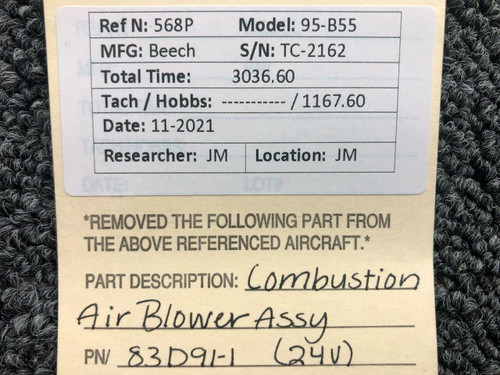 Ref N: 568P Model: 95-B55
MFG: Beech S/N: TC-2162
Total Time: 3036.60
Tach / Hobbs: ----------- / 1167.60
Date: 11-2021
Researcher: JM Location: JM
DATE: LOT#
*REMOVED THE FOLLOWING PART FROM
THE ABOVE REFERENCED AIRCRAFT.*
PART DESCRIPTION: Combustion
Air Blower Assy
PN/ 83D91-1 (24V)